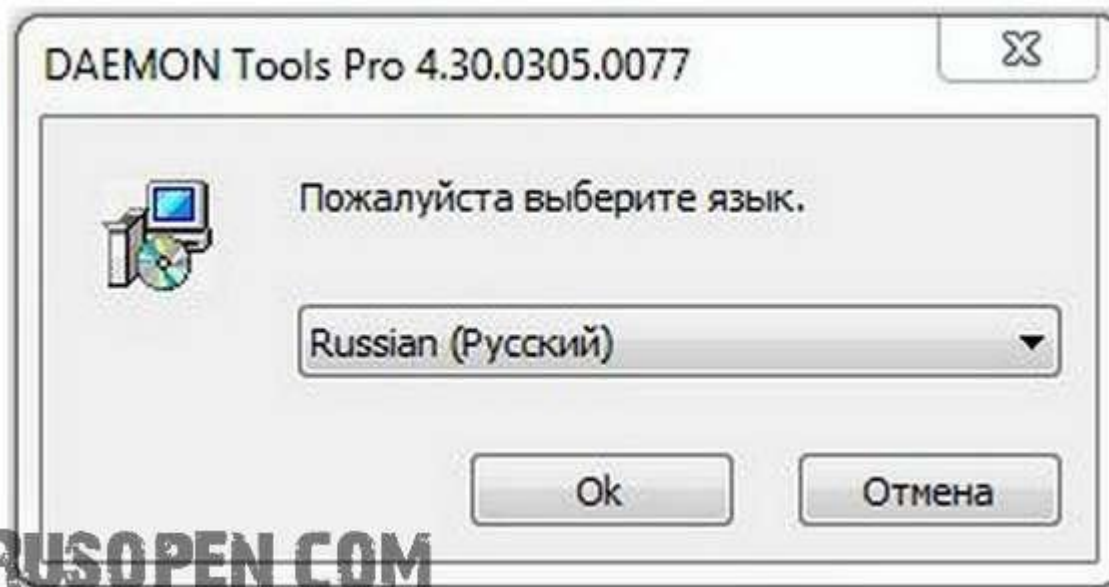 DAEMON Tools Pro 4.30.0305.0077
Пожалуйста выберите язык.
Russian (Русский)
Ok
Отмена
RUSOPEN.COM